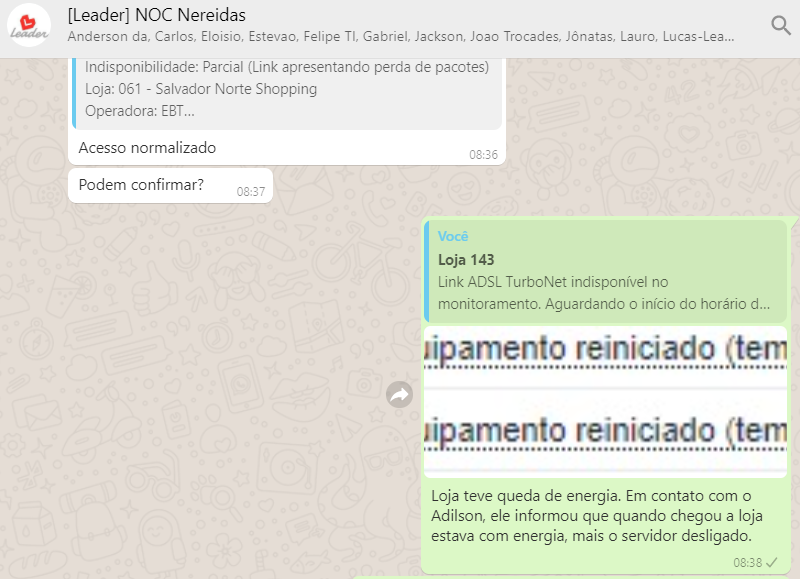 [Leader] NOC Nereidas
Anderson da, Carlos, Eloisio, Estevao, Felipe TI, Gabriel, Jackson, Joao Trocades, Jônatas, Lauro, Lucas-Lea...
Leader
Indisponibilidade: Parcial (Link apresentando perda de pacotes)
Loja: 061 - Salvador Norte Shopping
Operadora: EBT...
Acesso normalizado
08:36
Podem confirmar?
08:37
Você
Loja 143
Link ADSL TurboNet indisponível no
monitoramento. Aguardando o início do horário d...
uipamento reiniciado (tem
uipamento reiniciado (tem
Loja teve queda de energia. Em contato com o
Adilson, ele informou que quando chegou a loja
estava com energia, mais o servidor desligado.
08:38